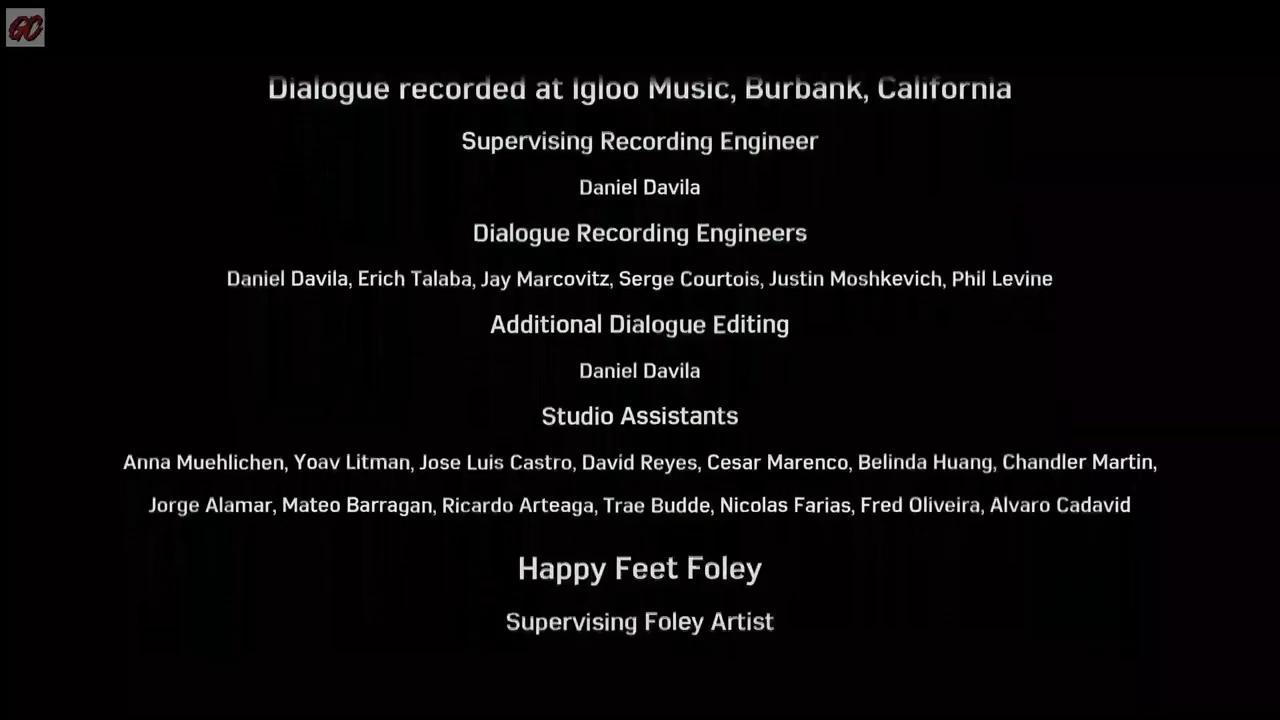 GC
Dialogue recorded at Igloo Music, Burbank, California
Supervising Recording Engineer
Daniel Davila
Dialogue Recording Engineers
Daniel Davila, Erich Talaba, Jay Marcovitz, Serge Courtois, Justin Moshkevich, Phil Levine
Additional Dialogue Editing
Daniel Davila
Studio Assistants
Anna Muehlichen, Yoav Litman, Jose Luis Castro, David Reyes, Cesar Marenco, Belinda Huang, Chandler Martin,
Jorge Alamar, Mateo Barragan, Ricardo Arteaga, Trae Budde, Nicolas Farias, Fred Oliveira, Alvaro Cadavid
Happy Feet Foley
Supervising Foley Artist